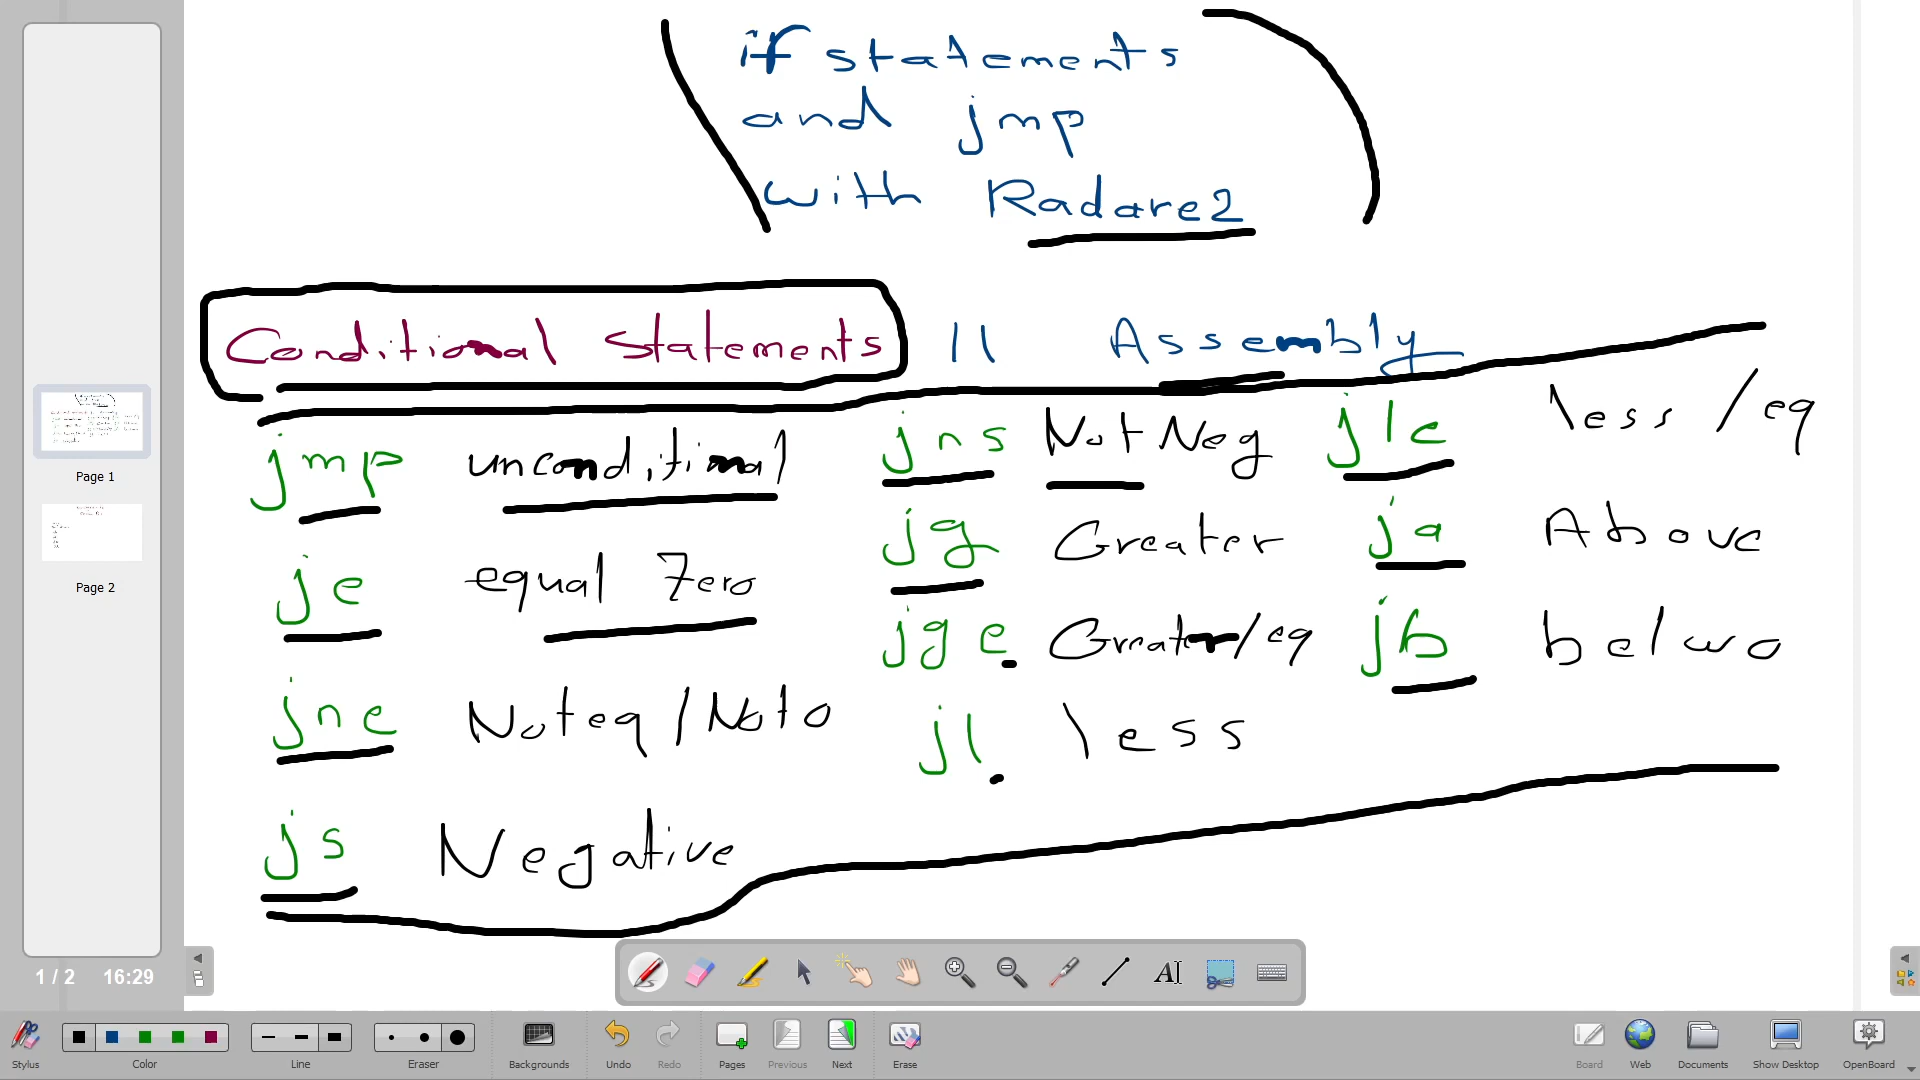 if statements
and jmp
with Radare2
Conditional Statements || Assembly
jmp unconditional
je equal Zero
jne Noteq/Not0
js Negative
jns Not Neg
jg Greater
jge Greater/eq
jl less
jle less/eq
ja Above
jb belwo
Page 1
Page 2
1 / 2 16:29
Stylus
Color
Line
Eraser
Backgrounds
Undo
Redo
Pages
Previous
Next
Erase
Board
Web
Documents
Show Desktop
OpenBoard